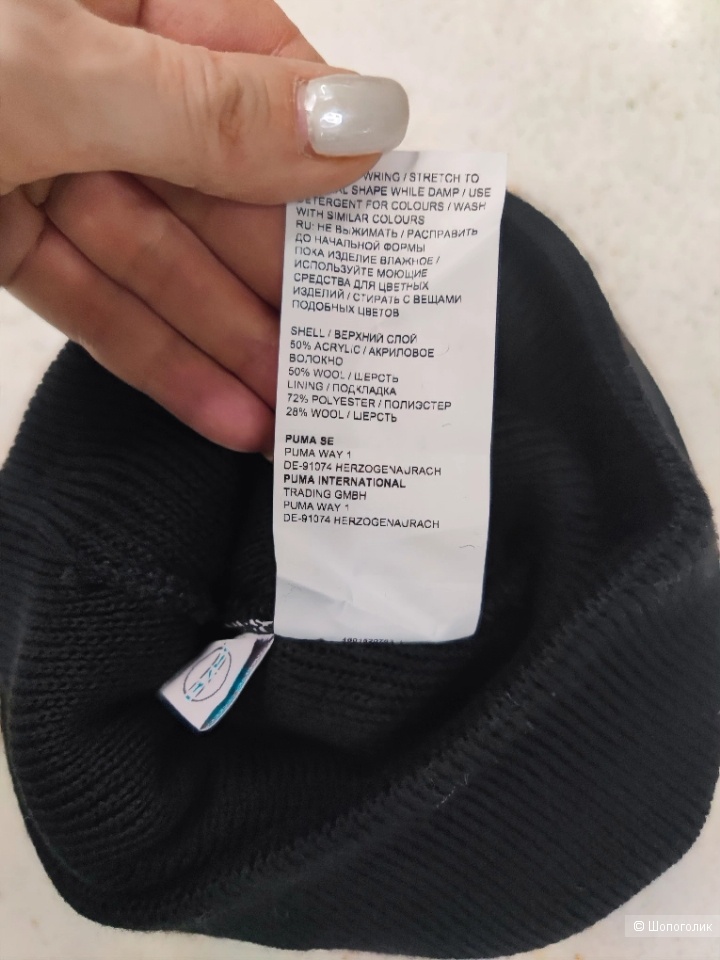 WRING / STRETCH TO
SHAPE WHILE DAMP / USE
DETERGENT FOR COLOURS / WASH
WITH SIMILAR COLOURS
RU: НЕ ВЫЖИМАТЬ / РАСПРАВИТЬ
ДО НАЧАЛЬНОЙ ФОРМЫ
ПОКА ИЗДЕЛИЕ ВЛАЖНОЕ /
ИСПОЛЬЗУЙТЕ МОЮЩИЕ
СРЕДСТВА ДЛЯ ЦВЕТНЫХ
ИЗДЕЛИЙ / СТИРАТЬ С ВЕЩАМИ
ПОДОБНЫХ ЦВЕТОВ
SHELL / ВЕРХНИЙ СЛОЙ
50% ACRYLIC / АКРИЛОВОЕ
ВОЛОКНО
50% WOOL / ШЕРСТЬ
LINING / ПОДКЛАДКА
72% POLYESTER / ПОЛИЭСТЕР
28% WOOL / ШЕРСТЬ
PUMA SE
PUMA WAY 1
DE-91074 HERZOGENAURACH
PUMA INTERNATIONAL
TRADING GMBH
PUMA WAY 1
DE-91074 HERZOGENAURACH
© Шопоголик